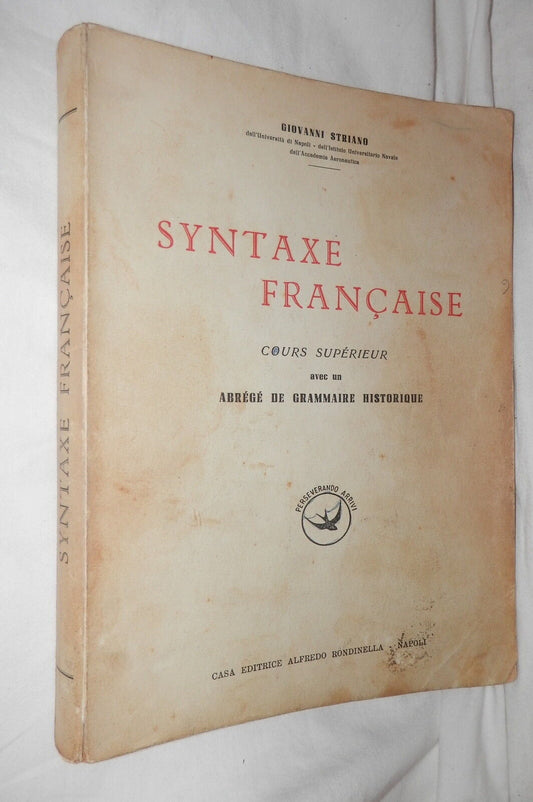 GIOVANNI STRIANO
dell'Università di Napoli - dell'Istituto Universitario Navale
dell'Accademia Aeronautica
SYNTAXE
FRANÇAISE
COURS SUPÉRIEUR
avec un
ABRÉGÉ DE GRAMMAIRE HISTORIQUE
PERSEVERANDO ARRIVI
CASA EDITRICE ALFREDO RONDINELLA - NAPOLI
SYNTAXE FRANÇAISE